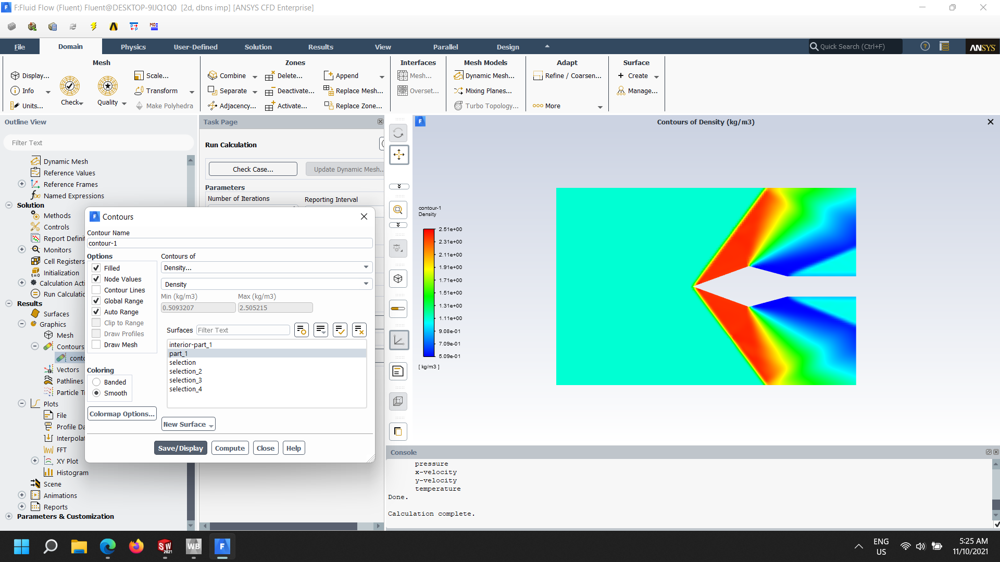 F:Fluid Flow (Fluent) Fluent@DESKTOP-9IJQ1Q0 [2d, dbns imp] [ANSYS CFD Enterprise]
File Domain Physics User-Defined Solution Results View Parallel Design Quick Search (Ctrl+F) ANSYS
Mesh
Display...
Info
Units...
Check
Quality
Scale...
Transform
Make Polyhedra
Zones
Combine
Separate
Adjacency...
Delete...
Deactivate...
Activate...
Append
Replace Mesh...
Replace Zone...
Interfaces
Mesh...
Overset...
Mesh Models
Dynamic Mesh...
Mixing Planes...
Turbo Topology...
Adapt
Refine / Coarsen...
More
Surface
Create
Manage...
Outline View
Filter Text
Dynamic Mesh
Reference Values
Reference Frames
Named Expressions
Solution
Methods
Controls
Report Defini
Monitors
Cell Registers
Initialization
Calculation Acti
Run Calculatio
Results
Surfaces
Graphics
Mesh
Contours
conto
Vectors
Pathlines
Particle Tr
Plots
File
Profile Da
Interpolat
FFT
XY Plot
Histogram
Scene
Animations
Reports
Parameters & Customization
Task Page
Run Calculation
Check Case...
Update Dynamic Mesh..
Parameters
Number of Iterations
Reporting Interval
Contours
Contour Name
contour-1
Options
Filled
Node Values
Contour Lines
Global Range
Auto Range
Clip to Range
Draw Profiles
Draw Mesh
Coloring
Banded
Smooth
Colormap Options...
Contours of
Density...
Density
Min (kg/m3) Max (kg/m3)
0.5093207 2.505215
Surfaces Filter Text
interior-part_1
part_1
selection
selection_2
selection_3
selection_4
New Surface
Save/Display Compute Close Help
Contours of Density (kg/m3)
contour-1
Density
2.51e+00
2.31e+00
2.11e+00
1.91e+00
1.71e+00
1.51e+00
1.31e+00
1.11e+00
9.08e-01
7.09e-01
5.09e-01
[ kg/m3 ]
Console
pressure
x-velocity
y-velocity
temperature
Done.
Calculation complete.
SW
2021
WB
F
ENG
US
5:25 AM
11/10/2021